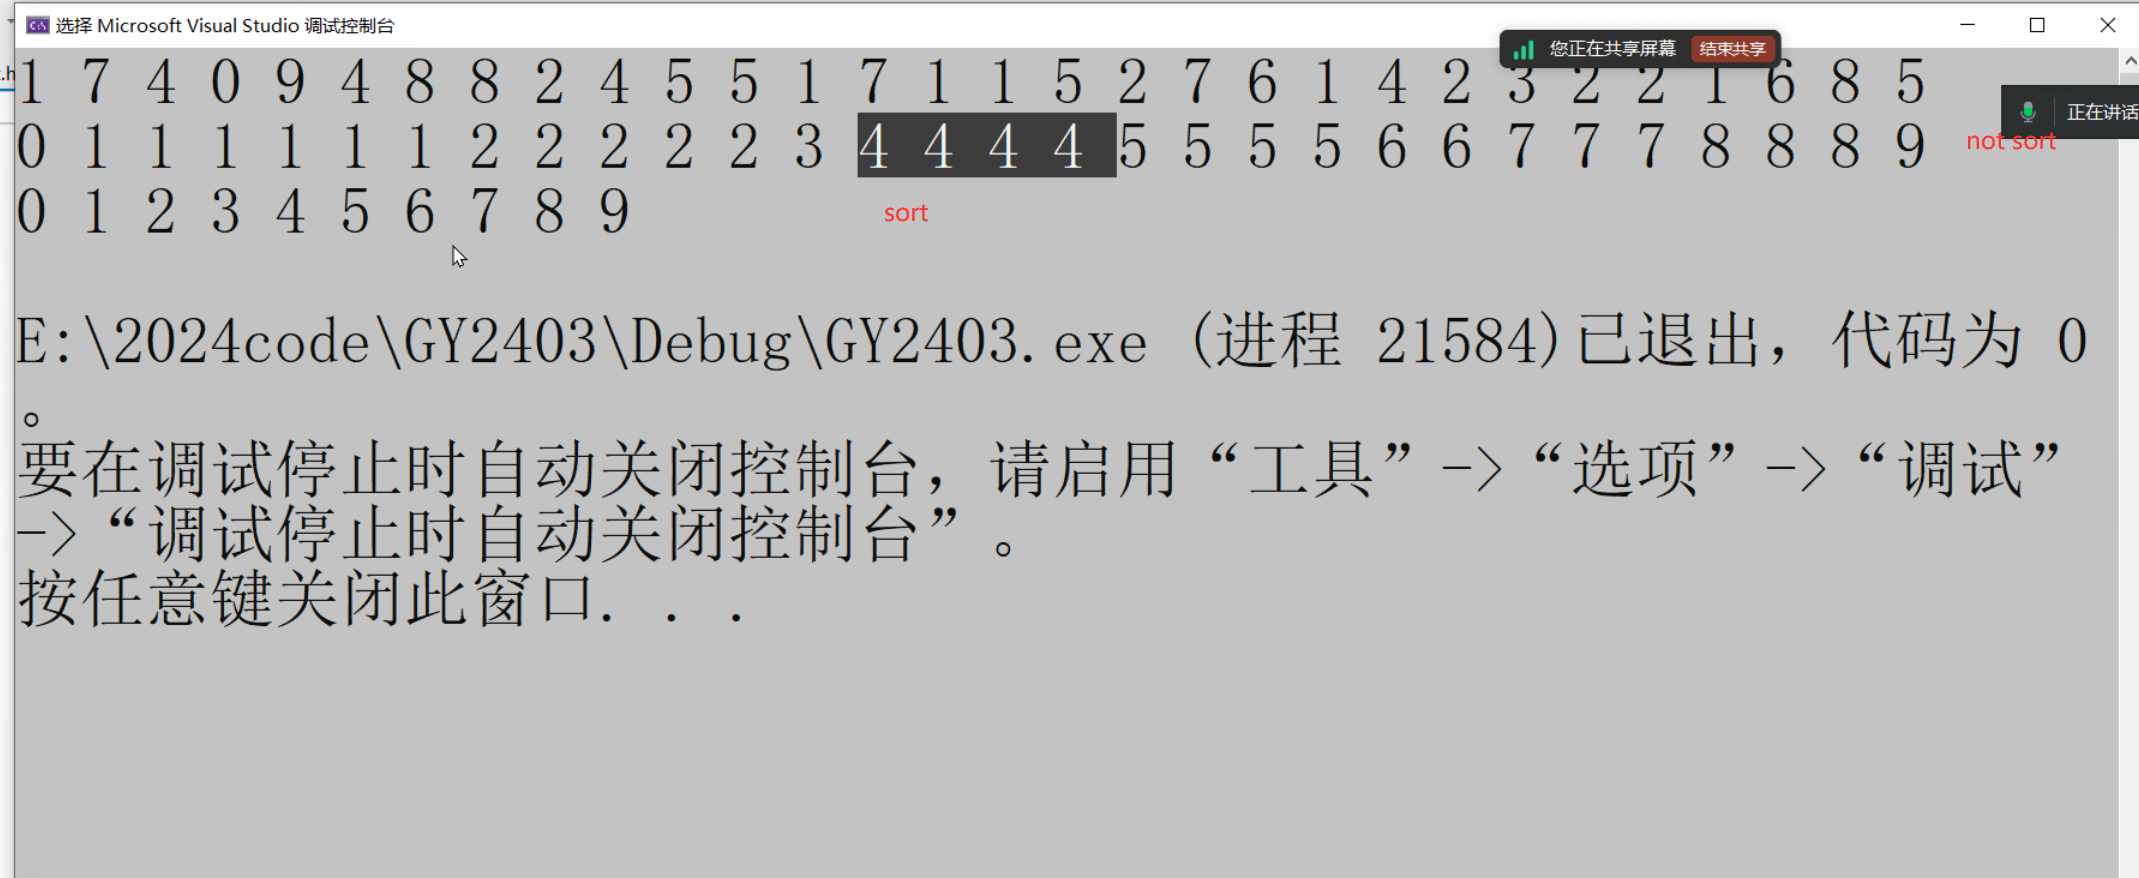 选择 Microsoft Visual Studio 调试控制台
您正在共享屏幕 结束共享
1 7 4 0 9 4 8 8 2 4 5 5 1 7 1 1 5 2 7 6 1 4 2 3 2 2 1 6 8 5
正在讲话
0 1 1 1 1 1 1 2 2 2 2 2 3 4 4 4 4 5 5 5 5 6 6 7 7 7 8 8 8 9
not sort
0 1 2 3 4 5 6 7 8 9
sort
E:\2024code\GY2403\Debug\GY2403.exe (进程 21584)已退出，代码为 0
。
要在调试停止时自动关闭控制台，请启用“工具”->“选项”->“调试”
->“调试停止时自动关闭控制台”。
按任意键关闭此窗口. . .